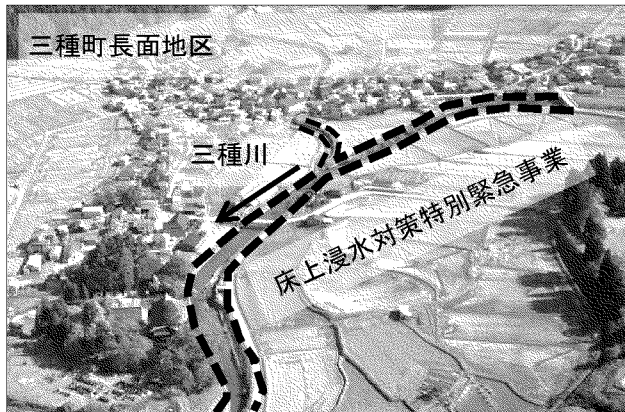 三種町長面地区
三種川
床上浸水対策特別緊急事業